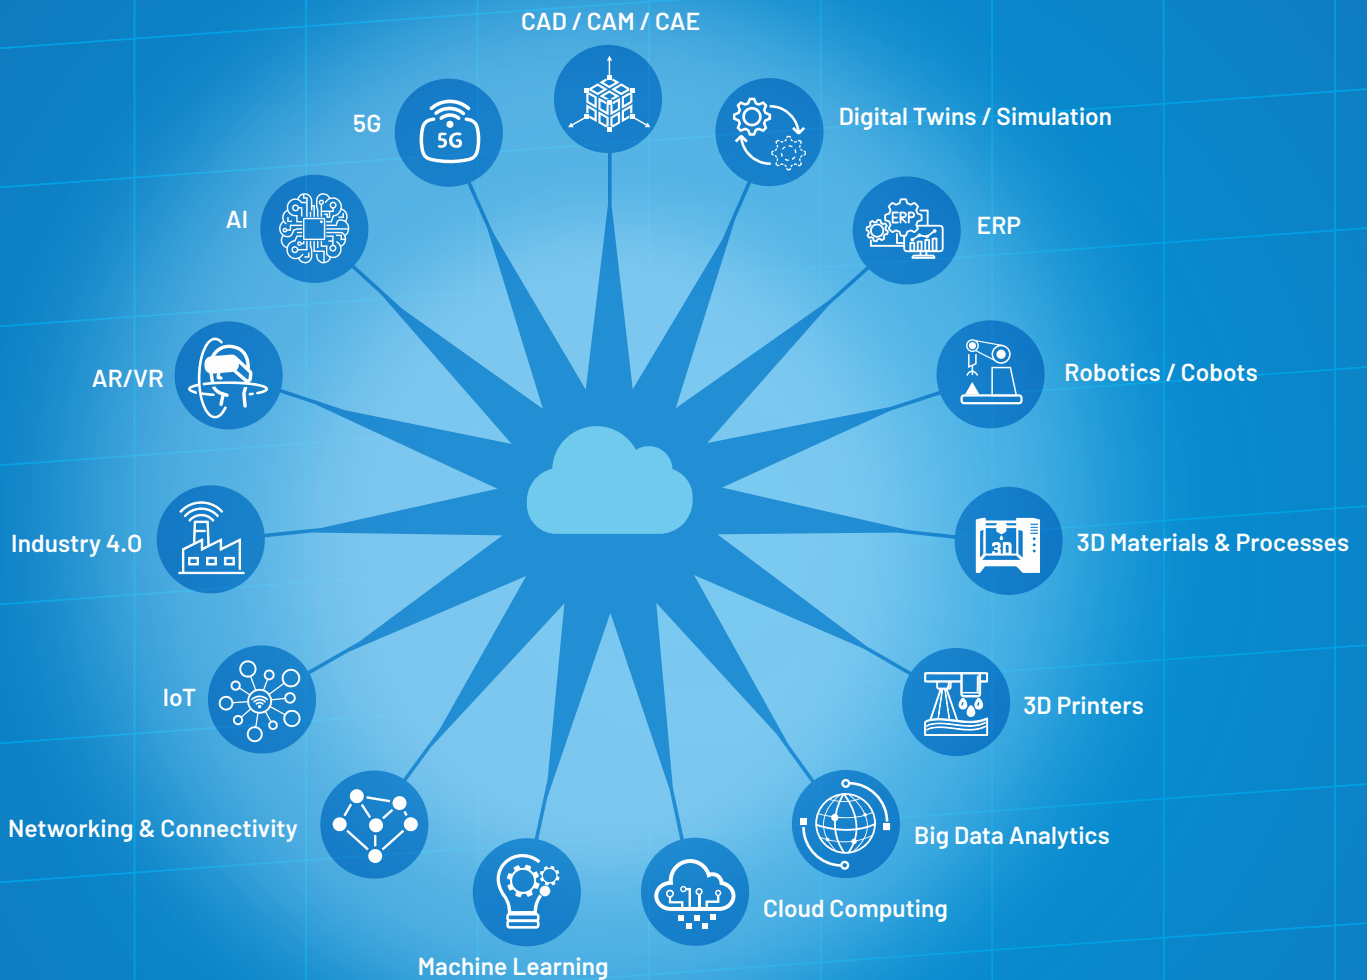 CAD / CAM / CAE
5G
5G
Digital Twins / Simulation
AI
ERP
ERP
AR/VR
Robotics / Cobots
Industry 4.0
3D
3D Materials & Processes
IoT
3D Printers
Networking & Connectivity
Big Data Analytics
Cloud Computing
Machine Learning